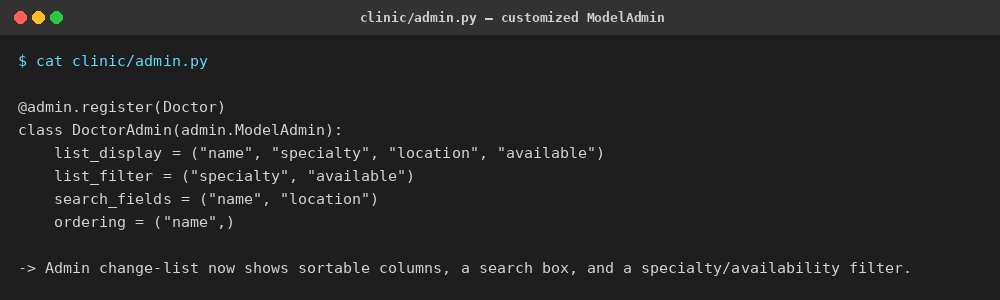 clinic/admin.py — customized ModelAdmin
$ cat clinic/admin.py
@admin.register(Doctor)
class DoctorAdmin(admin.ModelAdmin):
    list_display = ("name", "specialty", "location", "available")
    list_filter = ("specialty", "available")
    search_fields = ("name", "location")
    ordering = ("name",)
-> Admin change-list now shows sortable columns, a search box, and a specialty/availability filter.